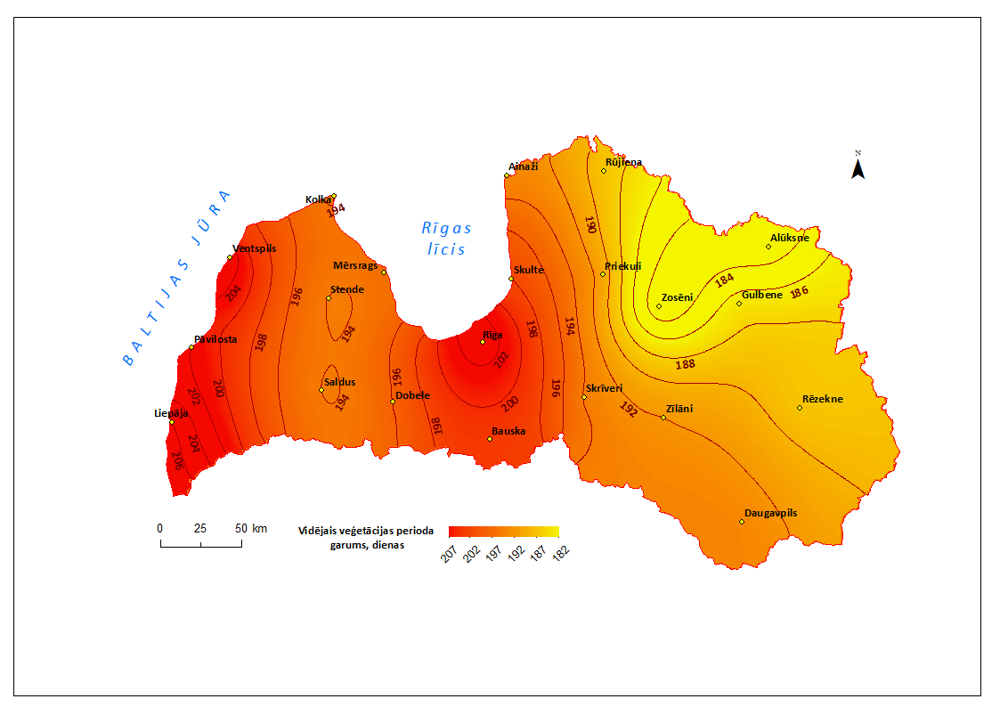 N
Ainaži
Rūjiena
BALTIJAS JŪRA
Kolka
194
Rīgas
līcis
190
Alūksne
Ventspils
Mērsrags
Skulte
Priekuļi
204
Stende
196
184
Zosēni
Gulbene
186
Pāvilosta
198
194
Rīga
198
194
202
188
200
202
Saldus
194
196
Dobele
196
200
Skrīveri
192
Zīlāni
Rēzekne
Liepāja
204
206
198
Bauska
Daugavpils
0 25 50 km
Vidējais veģetācijas perioda
garums, dienas
207 202 197 192 187 182